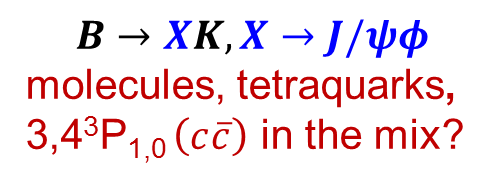 B → XK, X → J/ψϕ
molecules, tetraquarks,
3,4³P₁,₀ (cc̄) in the mix?